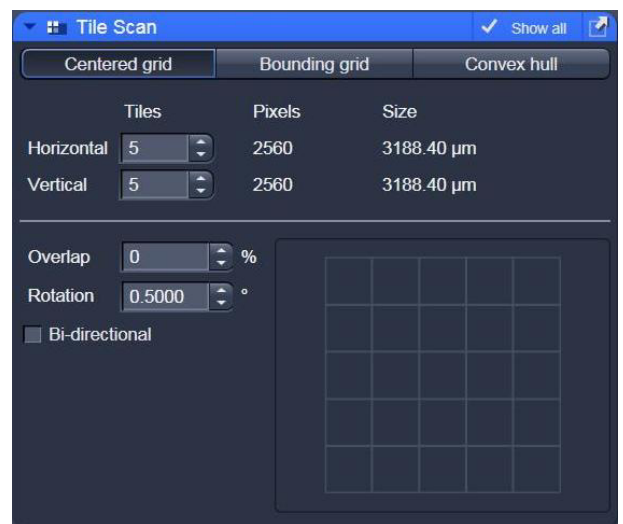 Tile Scan Show all
Centered grid Bounding grid Convex hull
Tiles Pixels Size
Horizontal 5 2560 3188.40 µm
Vertical 5 2560 3188.40 µm
Overlap 0 %
Rotation 0.5000 °
Bi-directional